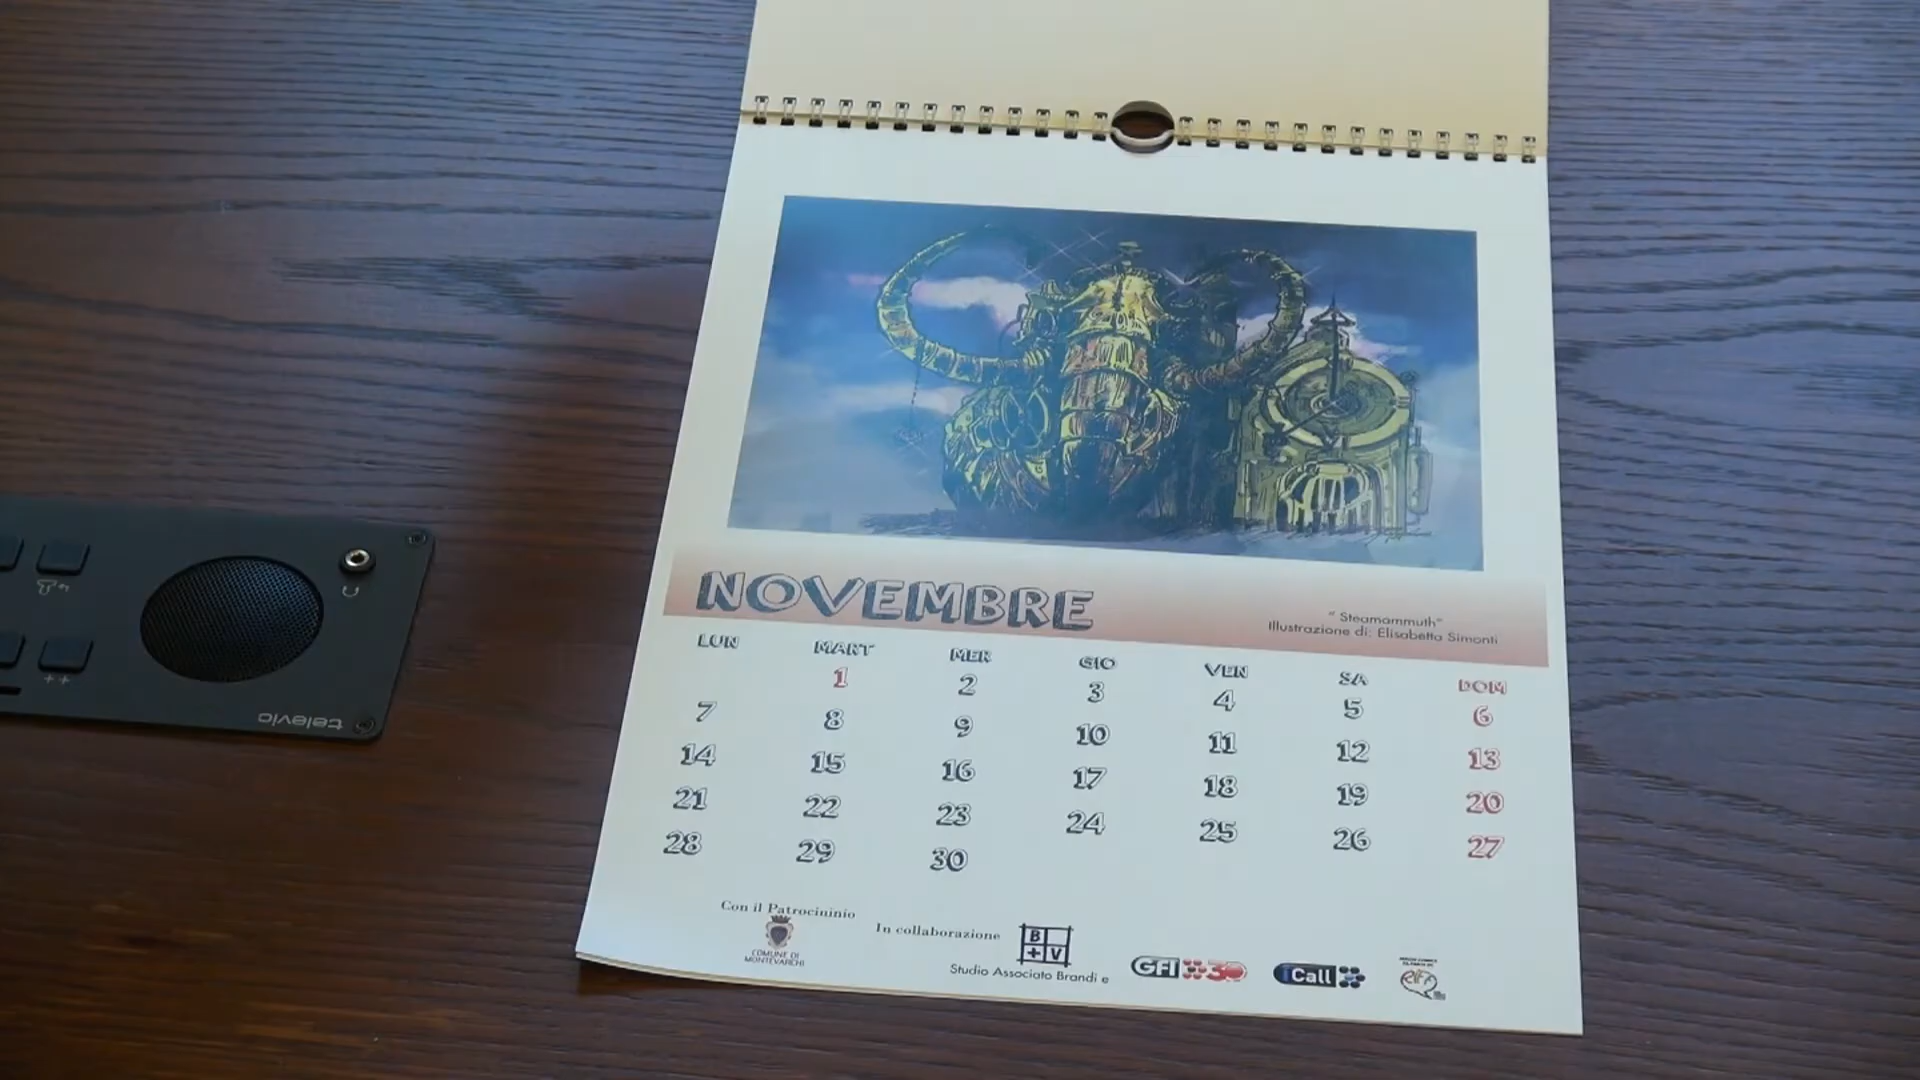 NOVEMBRE
" Steamammuth"
Illustrazione di: Elisabetta Simonti
LUN MART MER GIO VEN SA DOM
1 2 3 4 5 6
7 8 9 10 11 12 13
14 15 16 17 18 19 20
21 22 23 24 25 26 27
28 29 30
Con il Patrocininio
COMUNE DI
MONTEVARCHI
In collaborazione
B
+V
Studio Associato Brandi e
GFI 30
iCall
televic